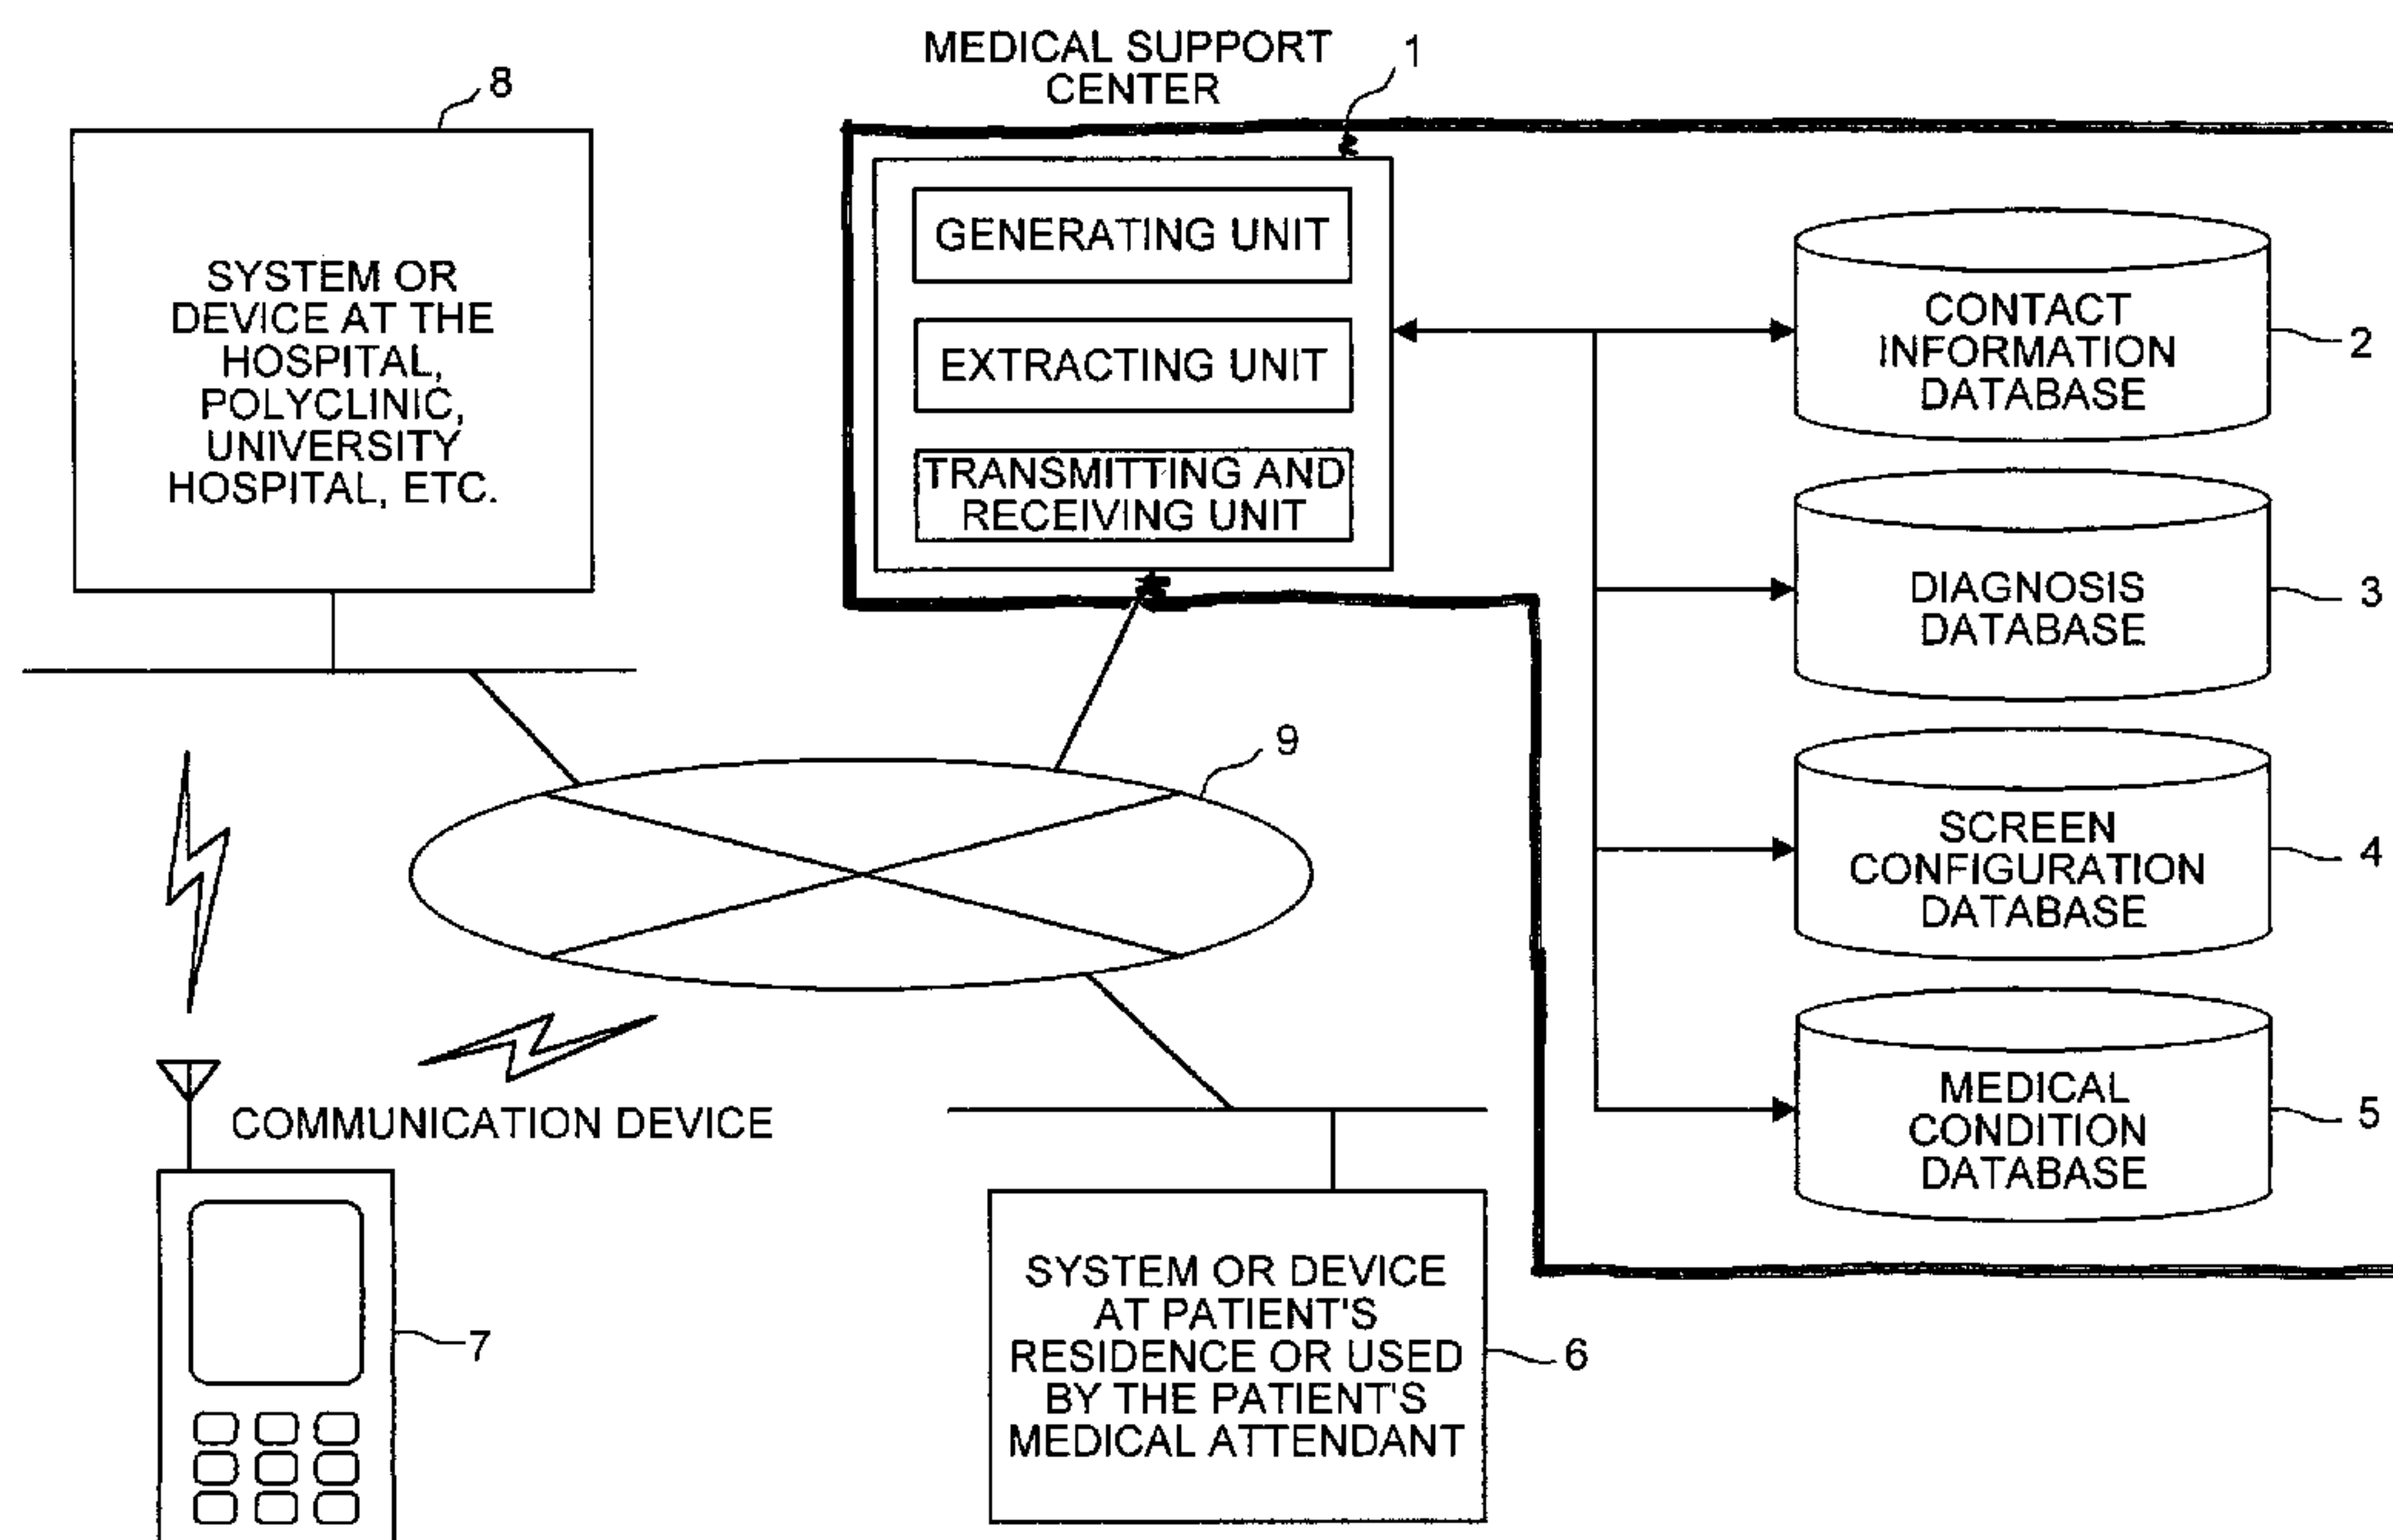 MEDICAL SUPPORT
CENTER
1
8
SYSTEM OR
DEVICE AT THE
HOSPITAL,
POLYCLINIC,
UNIVERSITY
HOSPITAL, ETC.
GENERATING UNIT
EXTRACTING UNIT
TRANSMITTING AND
RECEIVING UNIT
CONTACT
INFORMATION
DATABASE
2
DIAGNOSIS
DATABASE
3
SCREEN
CONFIGURATION
DATABASE
4
MEDICAL
CONDITION
DATABASE
5
9
COMMUNICATION DEVICE
7
SYSTEM OR DEVICE
AT PATIENT'S
RESIDENCE OR USED
BY THE PATIENT'S
MEDICAL ATTENDANT
6